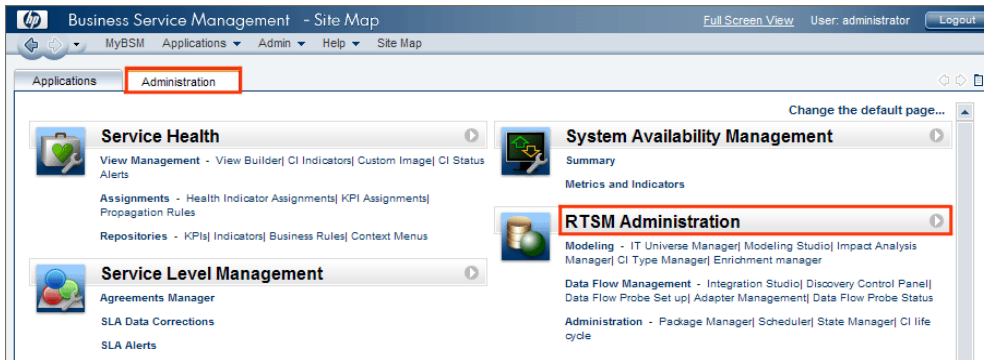 hp Business Service Management - Site Map
Full Screen View User: administrator Logout
MyBSM Applications Admin Help Site Map
Applications Administration
Change the default page...
Service Health
View Management - View Builder| CI Indicators| Custom Image| CI Status
Alerts
Assignments - Health Indicator Assignments| KPI Assignments|
Propagation Rules
Repositories - KPIs| Indicators| Business Rules| Context Menus
Service Level Management
Agreements Manager
SLA Data Corrections
SLA Alerts
System Availability Management
Summary
Metrics and Indicators
RTSM Administration
Modeling - IT Universe Manager| Modeling Studio| Impact Analysis
Manager| CI Type Manager| Enrichment manager
Data Flow Management - Integration Studio| Discovery Control Panel|
Data Flow Probe Set up| Adapter Management| Data Flow Probe Status
Administration - Package Manager| Scheduler| State Manager| CI life
cycle